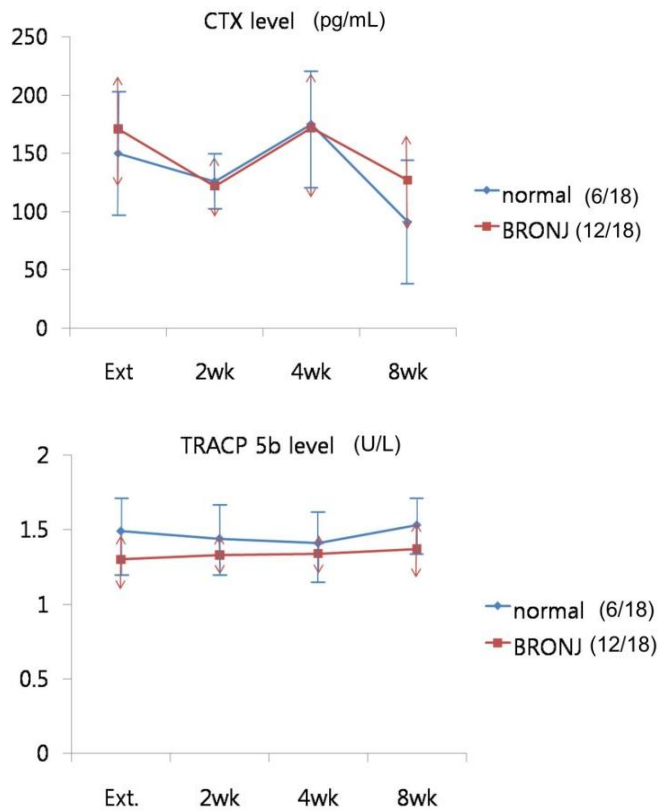 CTX level (pg/mL)
250
200
150
100
50
0
Ext 2wk 4wk 8wk
normal (6/18)
BRONJ (12/18)
TRACP 5b level (U/L)
2
1.5
1
0.5
0
Ext. 2wk 4wk 8wk
normal (6/18)
BRONJ (12/18)